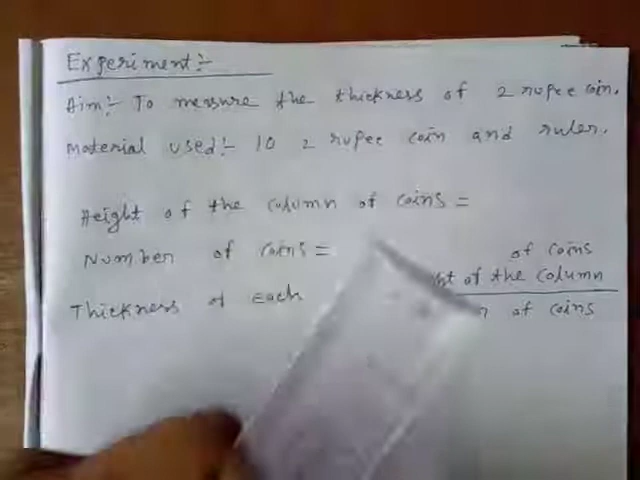 Experiment:-
Aim:- To measure the thickness of 2 rupee coin.
Material used:- 10 2 rupee coin and ruler.
Height of the column of coins =
Number of coins =
of coins
of the column
Thickness of each
of coins